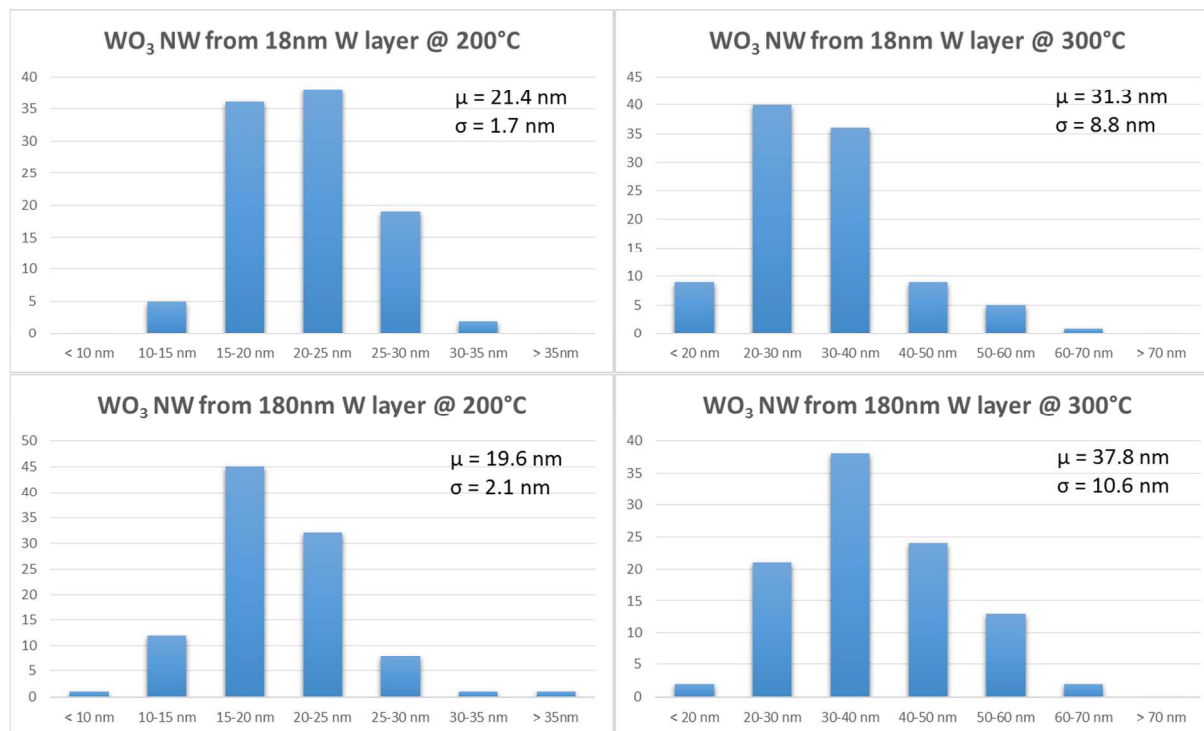 WO₃ NW from 18nm W layer @ 200°C
40
35
30
25
20
15
10
5
0
μ = 21.4 nm
σ = 1.7 nm
< 10 nm 10-15 nm 15-20 nm 20-25 nm 25-30 nm 30-35 nm > 35nm
WO₃ NW from 18nm W layer @ 300°C
45
40
35
30
25
20
15
10
5
0
μ = 31.3 nm
σ = 8.8 nm
< 20 nm 20-30 nm 30-40 nm 40-50 nm 50-60 nm 60-70 nm > 70 nm
WO₃ NW from 180nm W layer @ 200°C
50
45
40
35
30
25
20
15
10
5
0
μ = 19.6 nm
σ = 2.1 nm
< 10 nm 10-15 nm 15-20 nm 20-25 nm 25-30 nm 30-35 nm > 35nm
WO₃ NW from 180nm W layer @ 300°C
40
35
30
25
20
15
10
5
0
μ = 37.8 nm
σ = 10.6 nm
< 20 nm 20-30 nm 30-40 nm 40-50 nm 50-60 nm 60-70 nm > 70 nm